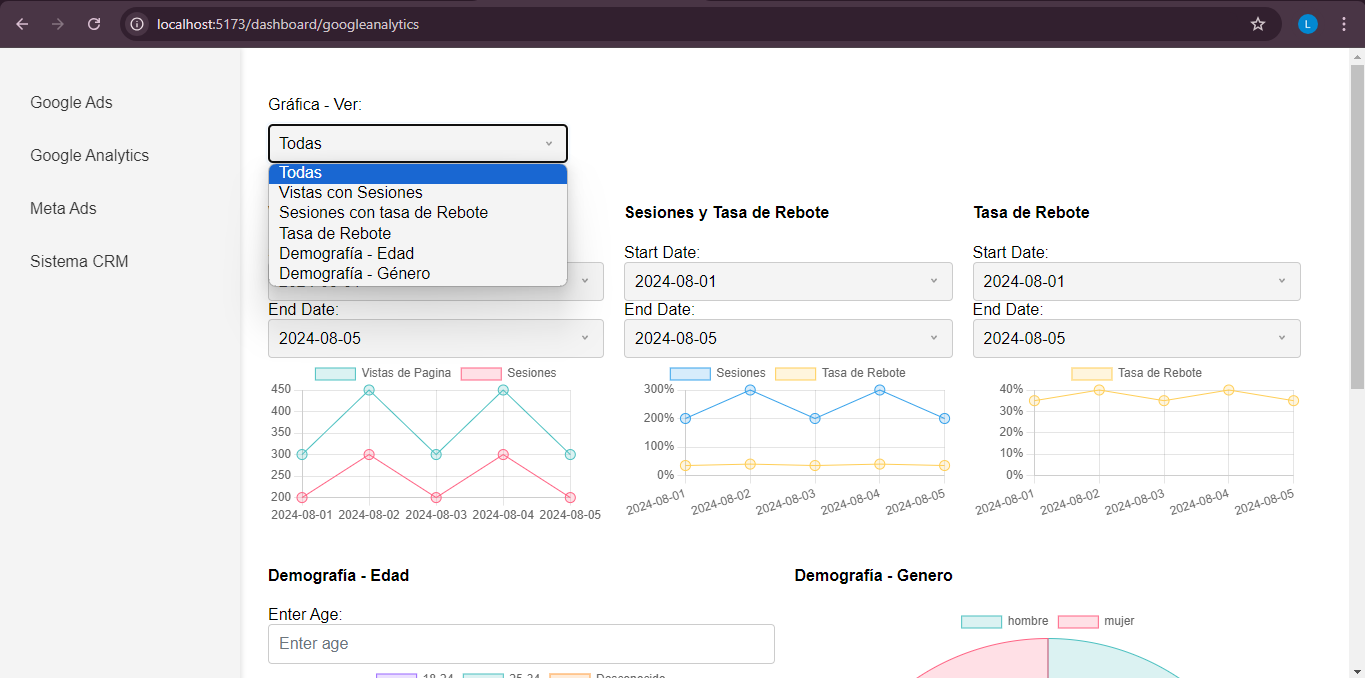 localhost:5173/dashboard/googleanalytics
L
Google Ads
Google Analytics
Meta Ads
Sistema CRM
Gráfica - Ver:
Todas
Todas
Vistas con Sesiones
Sesiones con tasa de Rebote
Tasa de Rebote
Demografía - Edad
Demografía - Género
End Date:
2024-08-05
Vistas de Pagina Sesiones
450
400
350
300
250
200
2024-08-01 2024-08-02 2024-08-03 2024-08-04 2024-08-05
Sesiones y Tasa de Rebote
Start Date:
2024-08-01
End Date:
2024-08-05
Sesiones Tasa de Rebote
300%
200%
100%
0%
2024-08-01 2024-08-02 2024-08-03 2024-08-04 2024-08-05
Tasa de Rebote
Start Date:
2024-08-01
End Date:
2024-08-05
Tasa de Rebote
40%
30%
20%
10%
0%
2024-08-01 2024-08-02 2024-08-03 2024-08-04 2024-08-05
Demografía - Edad
Enter Age:
Enter age
18-24 25-34 Desconocido
Demografía - Genero
hombre mujer